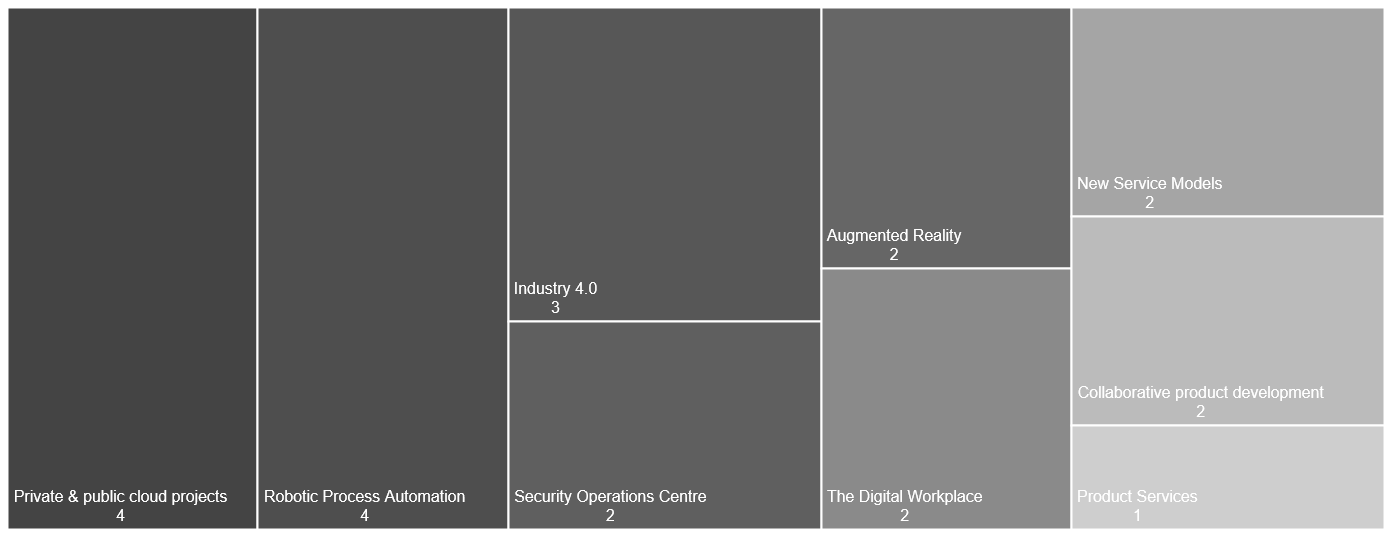 Private & public cloud projects
4
Robotic Process Automation
4
Industry 4.0
3
Security Operations Centre
2
Augmented Reality
2
The Digital Workplace
2
New Service Models
2
Collaborative product development
2
Product Services
1